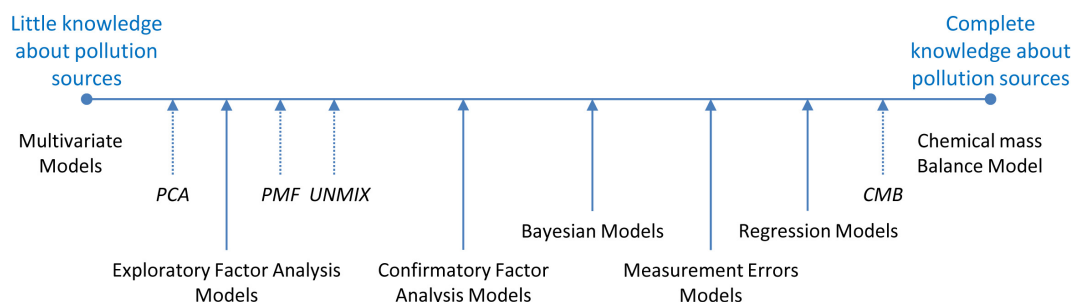 Little knowledge
about pollution
sources
Complete
knowledge about
pollution sources
Multivariate
Models
Chemical mass
Balance Model
PCA
PMF
UNMIX
CMB
Bayesian Models
Regression Models
Exploratory Factor Analysis
Models
Confirmatory Factor
Analysis Models
Measurement Errors
Models